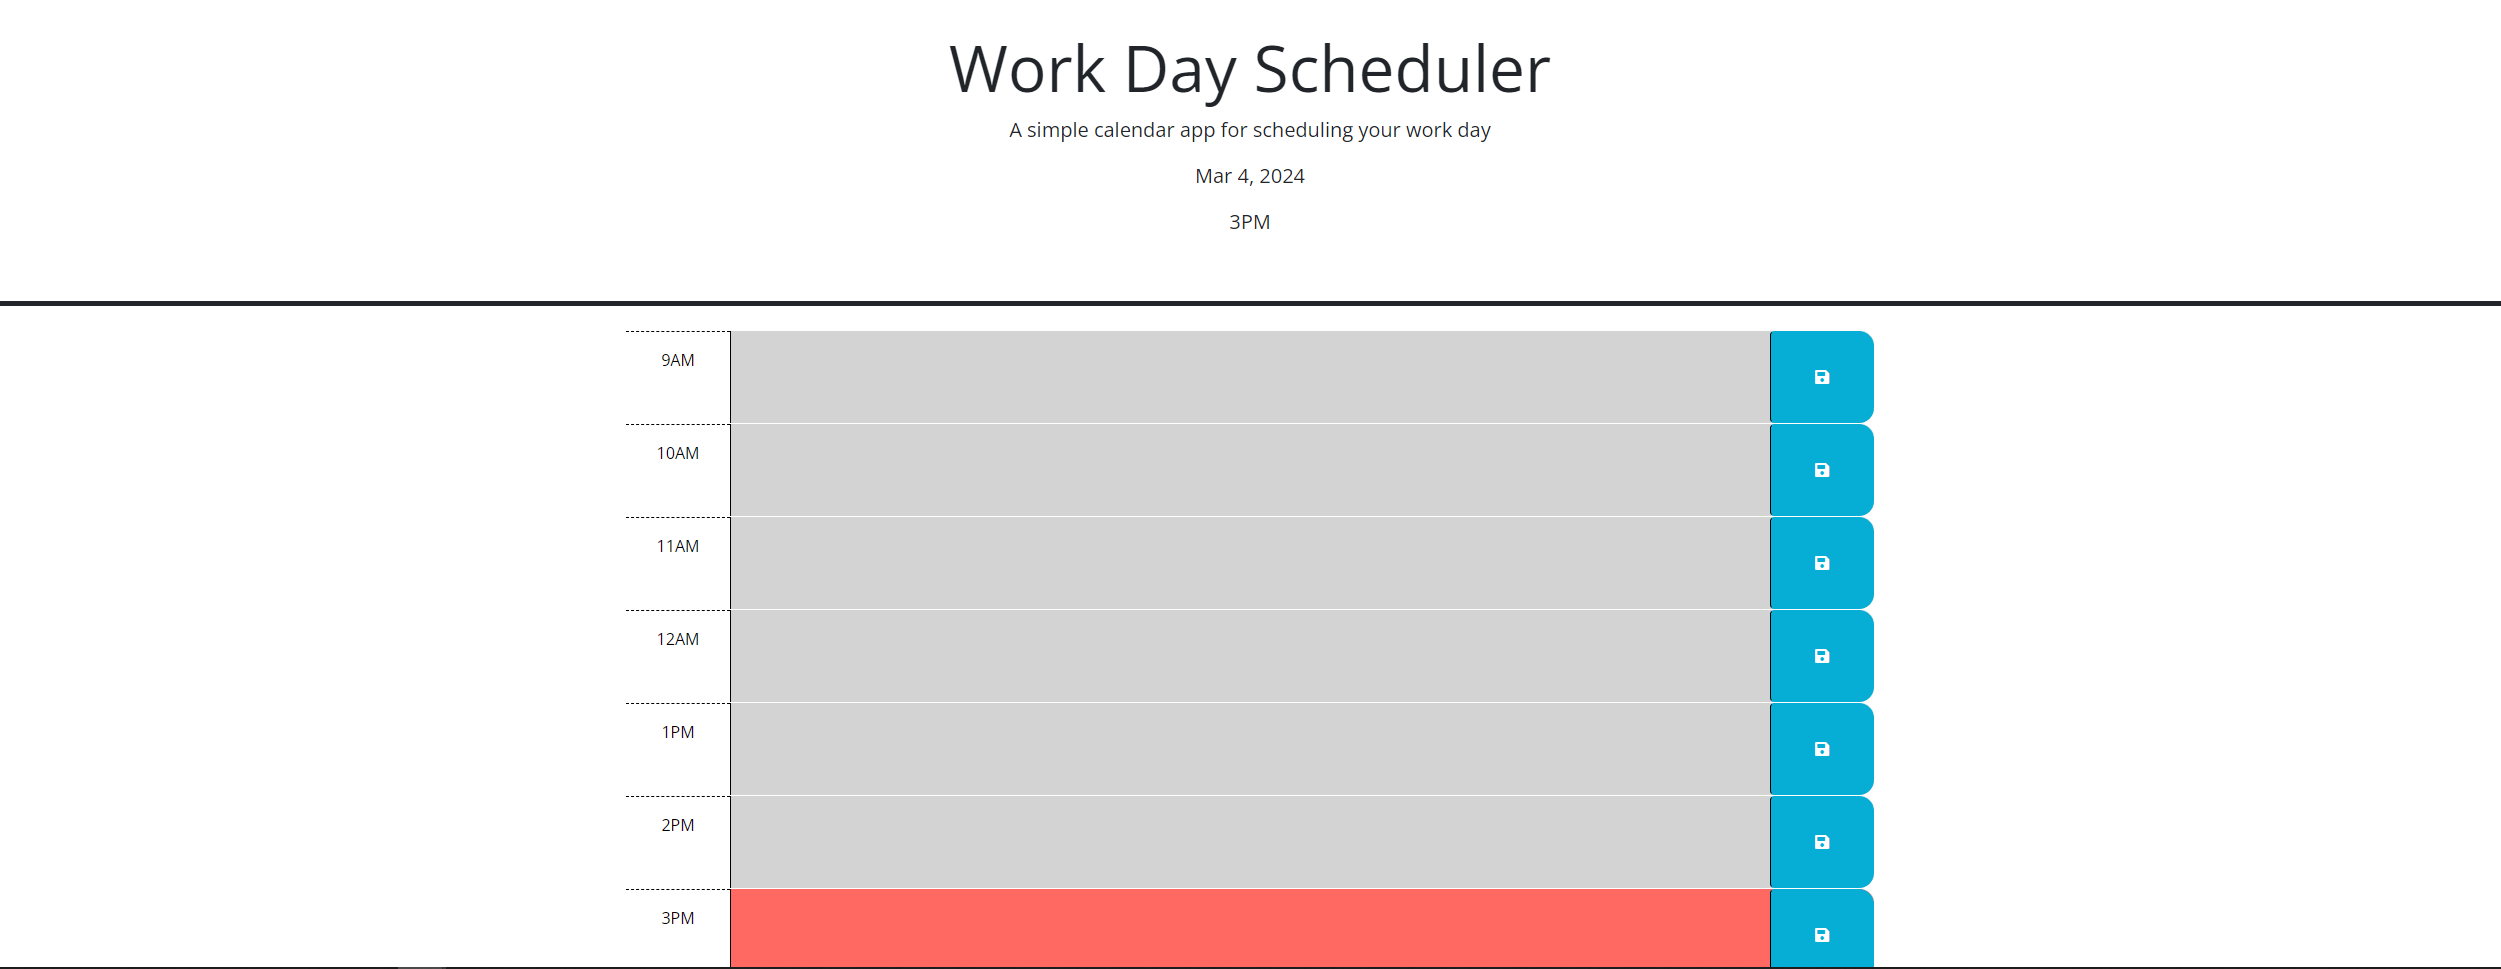 Work Day Scheduler
A simple calendar app for scheduling your work day
Mar 4, 2024
3PM
9AM
10AM
11AM
12AM
1PM
2PM
3PM